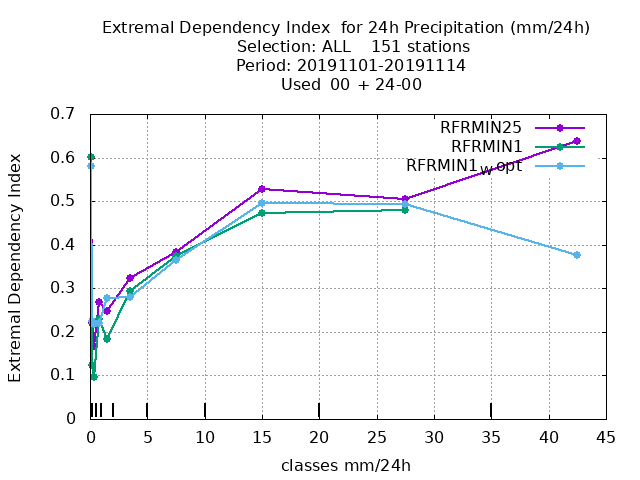 Extremal Dependency Index  for 24h Precipitation (mm/24h)
Selection: ALL    151 stations
Period: 20191101-20191114
Used  00 + 24-00
0.7
0.6
0.5
0.4
0.3
0.2
0.1
0
Extremal Dependency Index
RFRMIN25
RFRMIN1
RFRMIN1wopt
0 5 10 15 20 25 30 35 40 45
classes mm/24h